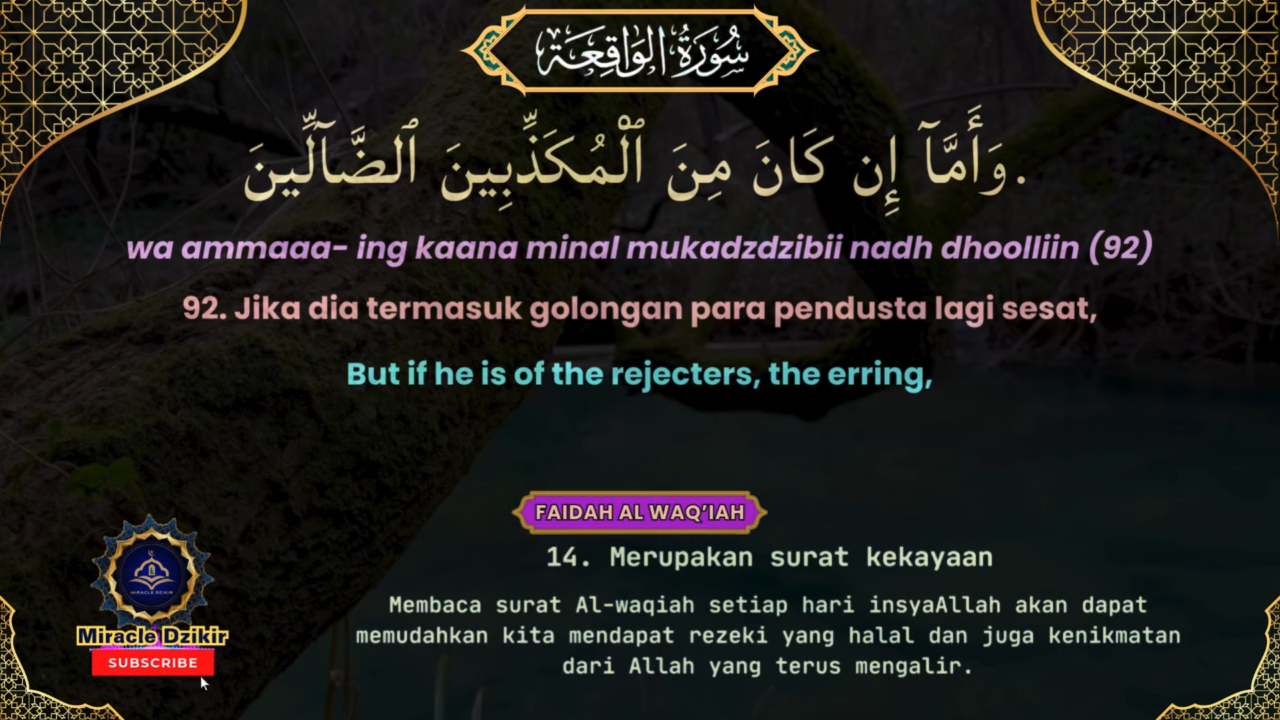 سُورَةُ الوَاقِعَة
وَأَمَّآ إِن كَانَ مِنَ ٱلْمُكَذِّبِينَ ٱلضَّآلِّينَ.
wa ammaaa- ing kaana minal mukadzdzibii nadh dhoolliin (92)
92. Jika dia termasuk golongan para pendusta lagi sesat,
But if he is of the rejecters, the erring,
FAIDAH AL WAQ’IAH
14. Merupakan surat kekayaan
Membaca surat Al-waqiah setiap hari insyaAllah akan dapat
memudahkan kita mendapat rezeki yang halal dan juga kenikmatan
dari Allah yang terus mengalir.
MIRACLE DZIKIR
Miracle Dzikir
SUBSCRIBE